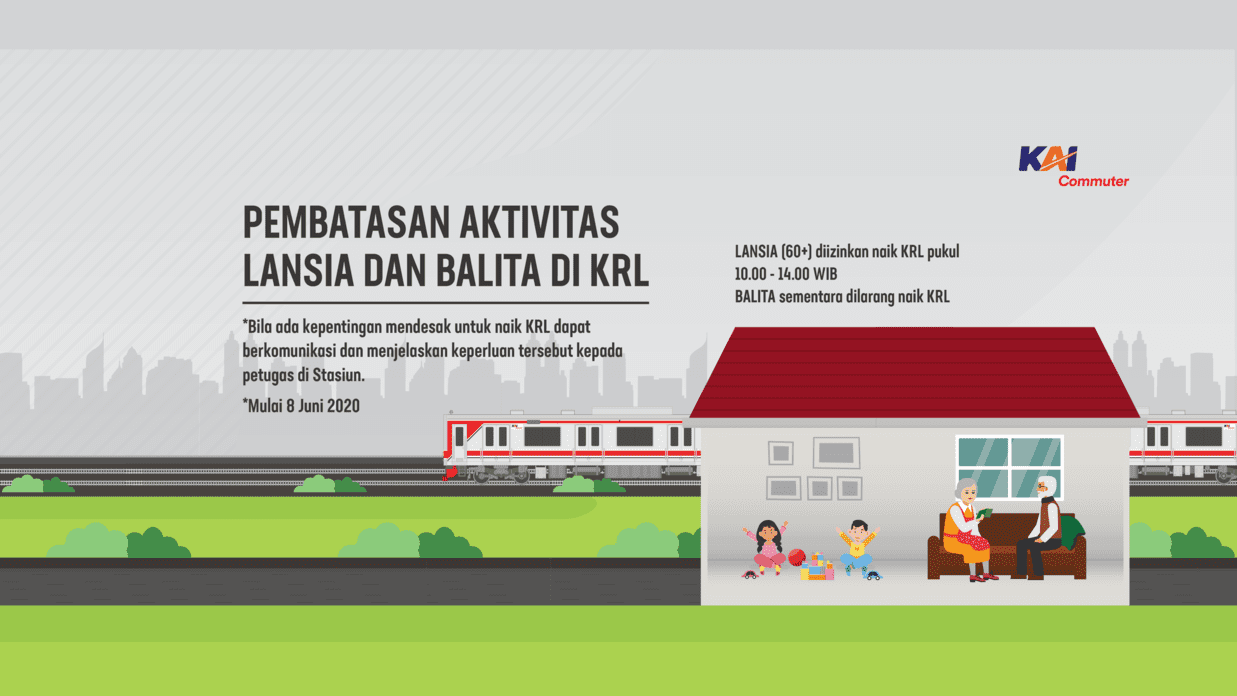 KAI
Commuter
PEMBATASAN AKTIVITAS
LANSIA DAN BALITA DI KRL
*Bila ada kepentingan mendesak untuk naik KRL dapat
berkomunikasi dan menjelaskan keperluan tersebut kepada
petugas di Stasiun.
*Mulai 8 Juni 2020
LANSIA (60+) diizinkan naik KRL pukul
10.00 - 14.00 WIB
BALITA sementara dilarang naik KRL